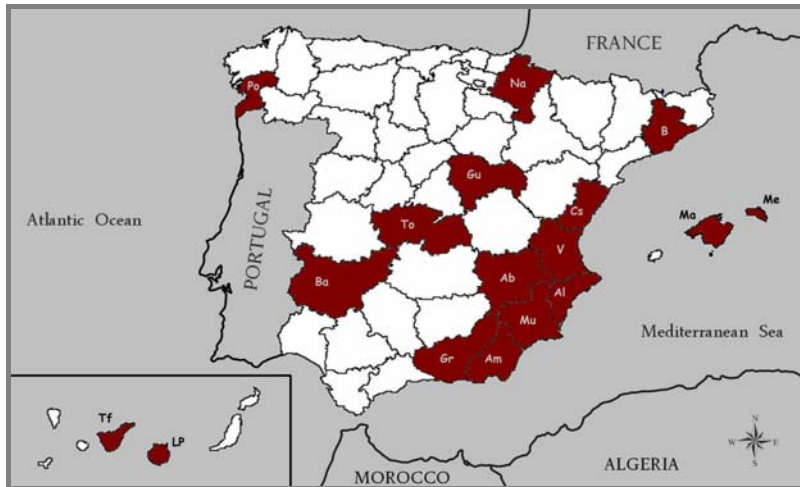 FRANCE
Po
Na
B
Gu
Cs
Me
Ma
Atlantic Ocean
To
V
PORTUGAL
Ba
Ab
Al
Mu
Mediterranean Sea
Gr
Am
Tf
LP
N
W
E
S
MOROCCO
ALGERIA